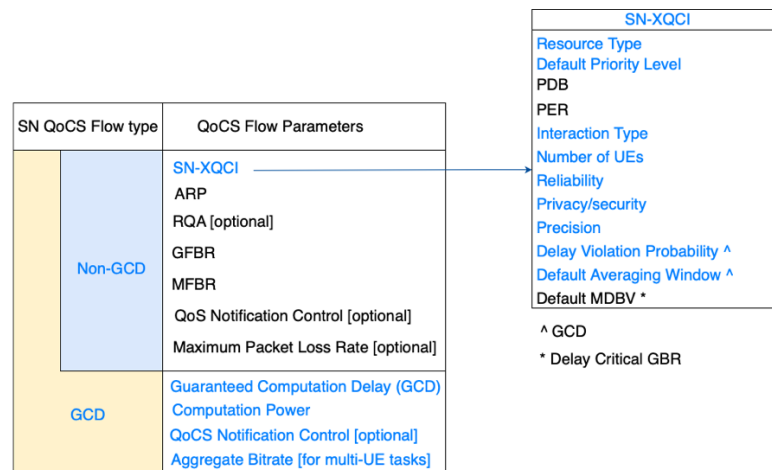 SN-XQCI
Resource Type
Default Priority Level
PDB
PER
Interaction Type
Number of UEs
Reliability
Privacy/security
Precision
Delay Violation Probability ^
Default Averaging Window ^
Default MDBV *
^ GCD
* Delay Critical GBR
SN QoCS Flow type
QoCS Flow Parameters
Non-GCD
SN-XQCI
ARP
RQA [optional]
GFBR
MFBR
QoS Notification Control [optional]
Maximum Packet Loss Rate [optional]
GCD
Guaranteed Computation Delay (GCD)
Computation Power
QoCS Notification Control [optional]
Aggregate Bitrate [for multi-UE tasks]